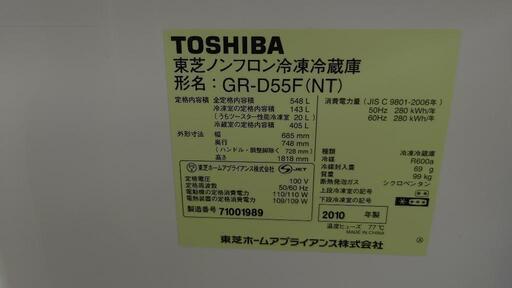 TOSHIBA
東芝ノンフロン冷凍冷蔵庫
形名：GR-D55F(NT)
定格内容積 全定格内容積 548 L
冷凍室の定格内容積 143 L
(うちツースター性能冷凍室 20 L)
冷蔵室の定格内容積 405 L
外形寸法 幅 685 mm
奥行 748 mm
(ハンドル・調整脚除く 728 mm)
高さ 1818 mm
東芝ホームアプライアンス株式会社 JET
定格電圧 100 V
定格周波数 50/60 Hz
電動機の定格消費電力 110/110 W
電熱装置の定格消費電力 109/109 W
製造番号 71001989
消費電力量 (JIS C 9801-2006年)
50Hz 280 kWh/年
60Hz 280 kWh/年
種類 冷凍冷蔵庫
冷媒 R600a
冷媒封入量 69 g
質量 99 kg
断熱発泡ガス シクロペンタン
上段冷凍室の記号
下段冷凍室の記号
2010 年製
温度ヒューズ 77℃
MADE IN CHINA
東芝ホームアプライアンス株式会社